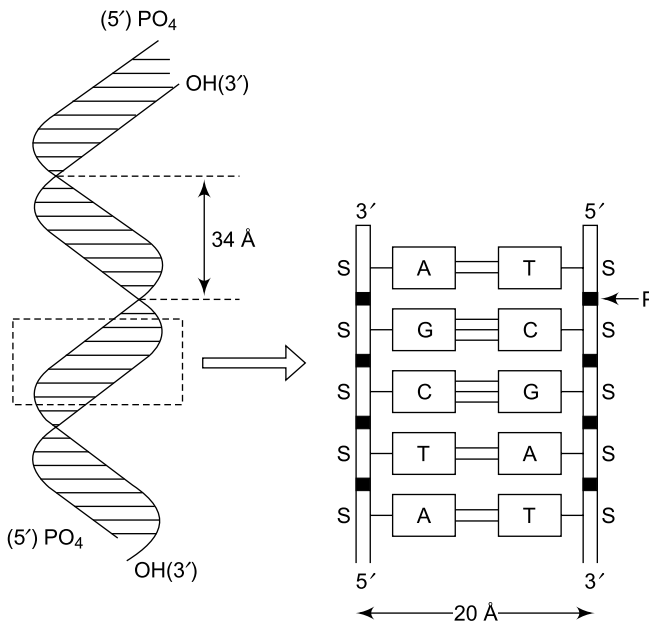 (5′) PO₄
OH(3′)
34 Å
(5′) PO₄
OH(3′)
3′ 5′
S A T S
P
S G C S
S C G S
S T A S
S A T S
5′ 3′
20 Å